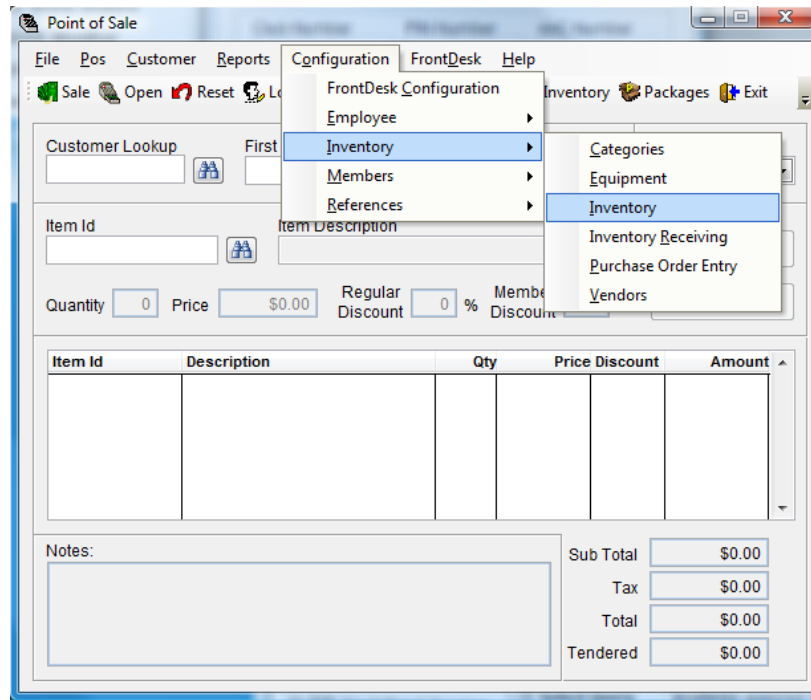 Point of Sale
File Pos Customer Reports Configuration FrontDesk Help
Sale Open Reset Inventory Packages Exit
FrontDesk Configuration
Employee
Inventory
Members
References
Categories
Equipment
Inventory
Inventory Receiving
Purchase Order Entry
Vendors
Customer Lookup First
Item Id Item Description
Quantity 0 Price $0.00 Regular Discount 0 % Discount
Item Id Description Qty Price Discount Amount
Notes:
Sub Total $0.00
Tax $0.00
Total $0.00
Tendered $0.00